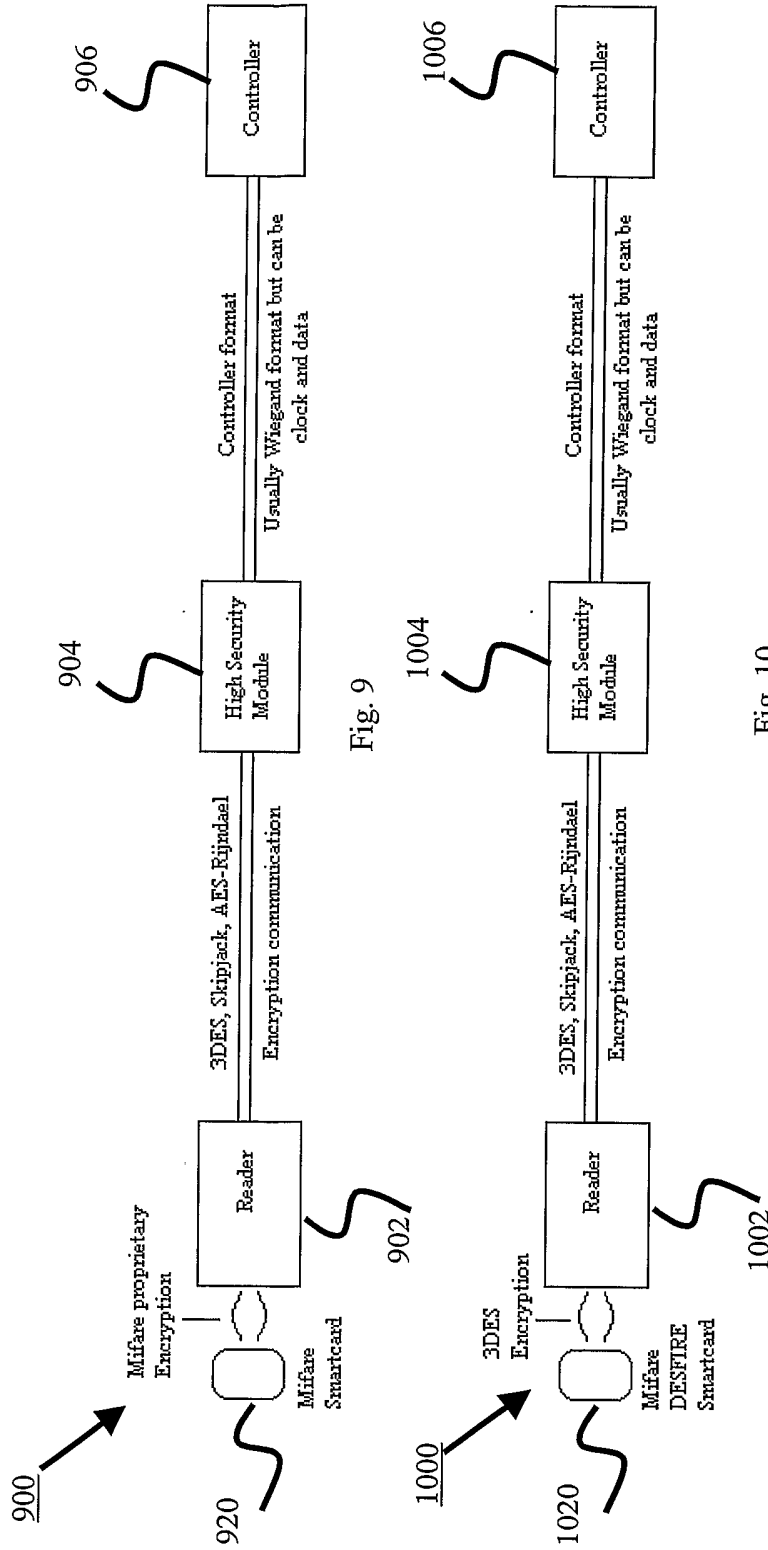 900
Mifare proprietary
Encryption
920
Mifare
Smartcard
Reader
902
3DES, Skipjack, AES-Rijndael
Encryption communication
High Security
Module
904
Controller format
Usually Wiegand format but can be
clock and data
Controller
906
Fig. 9
1000
3DES
Encryption
1020
Mifare
DESFIRE
Smartcard
Reader
1002
3DES, Skipjack, AES-Rijndael
Encryption communication
High Security
Module
1004
Controller format
Usually Wiegand format but can be
clock and data
Controller
1006
Fig. 10